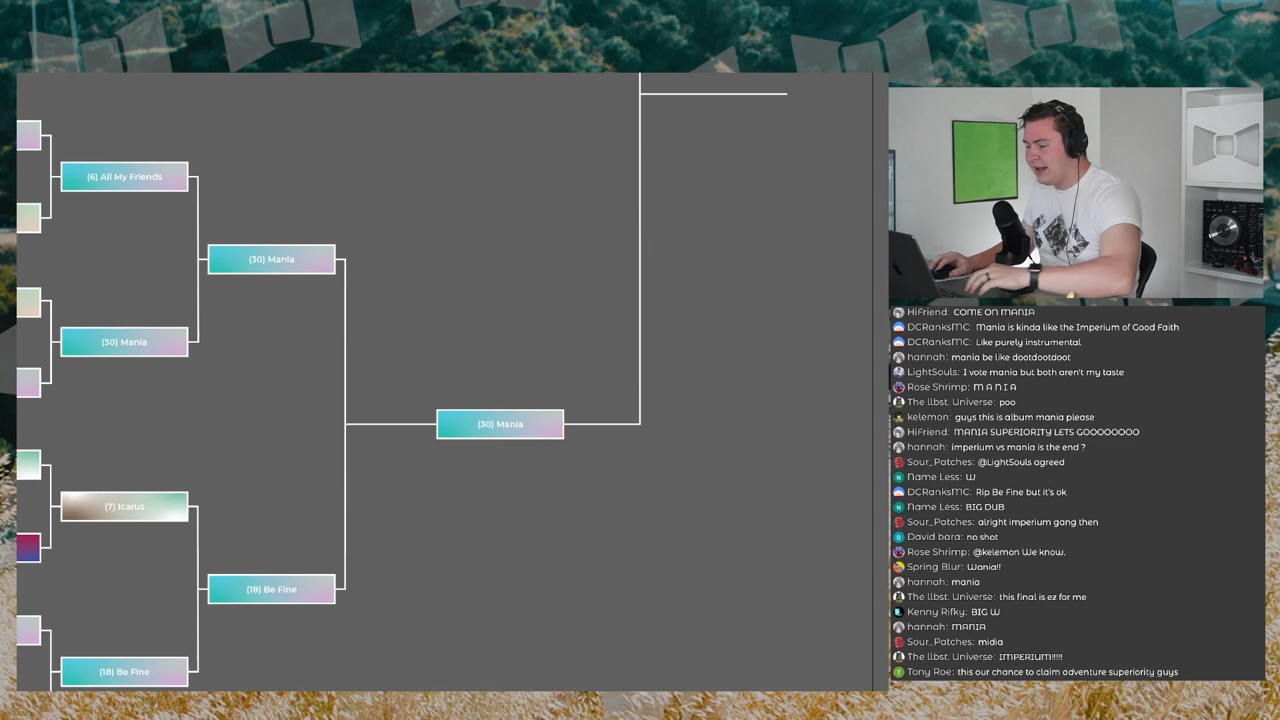 (6) All My Friends
(30) Mania
(30) Mania
(30) Mania
(7) Icarus
(18) Be Fine
(18) Be Fine
HiFriend: COME ON MANIA
DCRanksMC: Mania is kinda like the Imperium of Good Faith
DCRanksMC: Like purely instrumental
hannah: mania be like dootdootdoot
LightSouls: I vote mania but both aren't my taste
Rose Shrimp: M A N I A
The llbst. Universe: poo
kelemon: guys this is album mania please
HiFriend: MANIA SUPERIORITY LETS GOOOOOOOO
hannah: imperium vs mania is the end ?
Sour_Patches: @LightSouls agreed
Name Less: W
DCRanksMC: Rip Be Fine but it's ok
Name Less: BIG DUB
Sour_Patches: alright imperium gang then
David bara: no shot
Rose Shrimp: @kelemon We know.
Spring Blur: Wania!!
hannah: mania
The llbst. Universe: this final is ez for me
Kenny Rifky: BIG W
hannah: MANIA
Sour_Patches: midia
The llbst. Universe: IMPERIUM!!!!!
Tony Roe: this our chance to claim adventure superiority guys